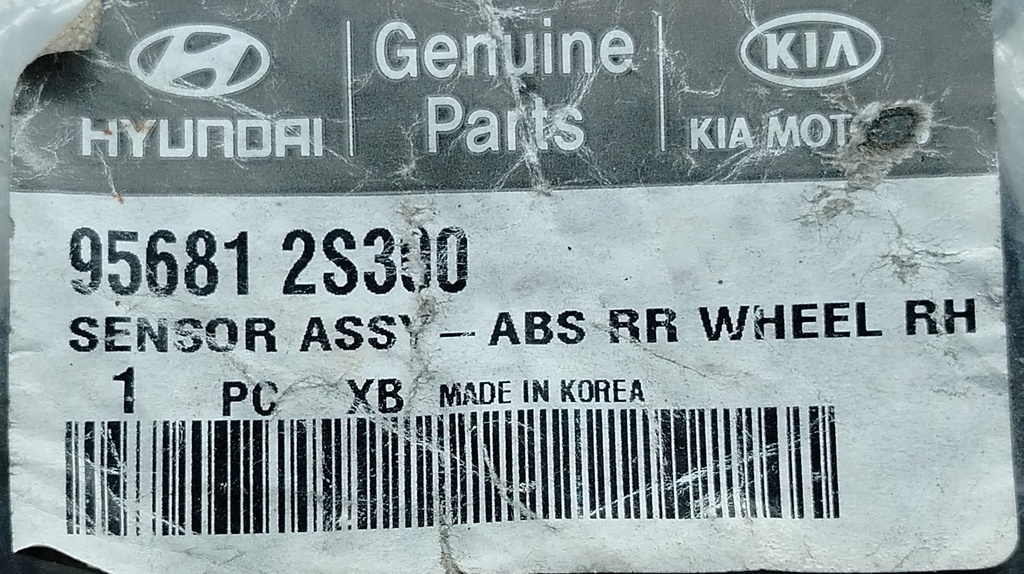 HYUNDAI
Genuine
Parts
KIA
KIA
95681 2S300
SENSOR ASSY - ABS RR WHEEL RH
1 PC XB MADE IN KOREA